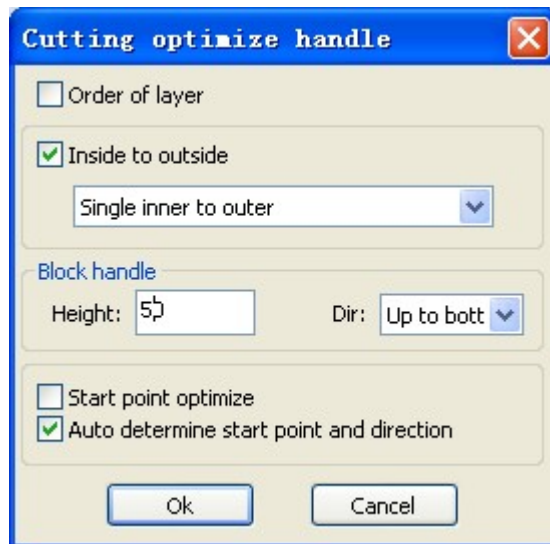 Cutting optimize handle
Order of layer
Inside to outside
Single inner to outer
Block handle
Height: Dir: Up to bott
Start point optimize
Auto determine start point and direction
Ok Cancel